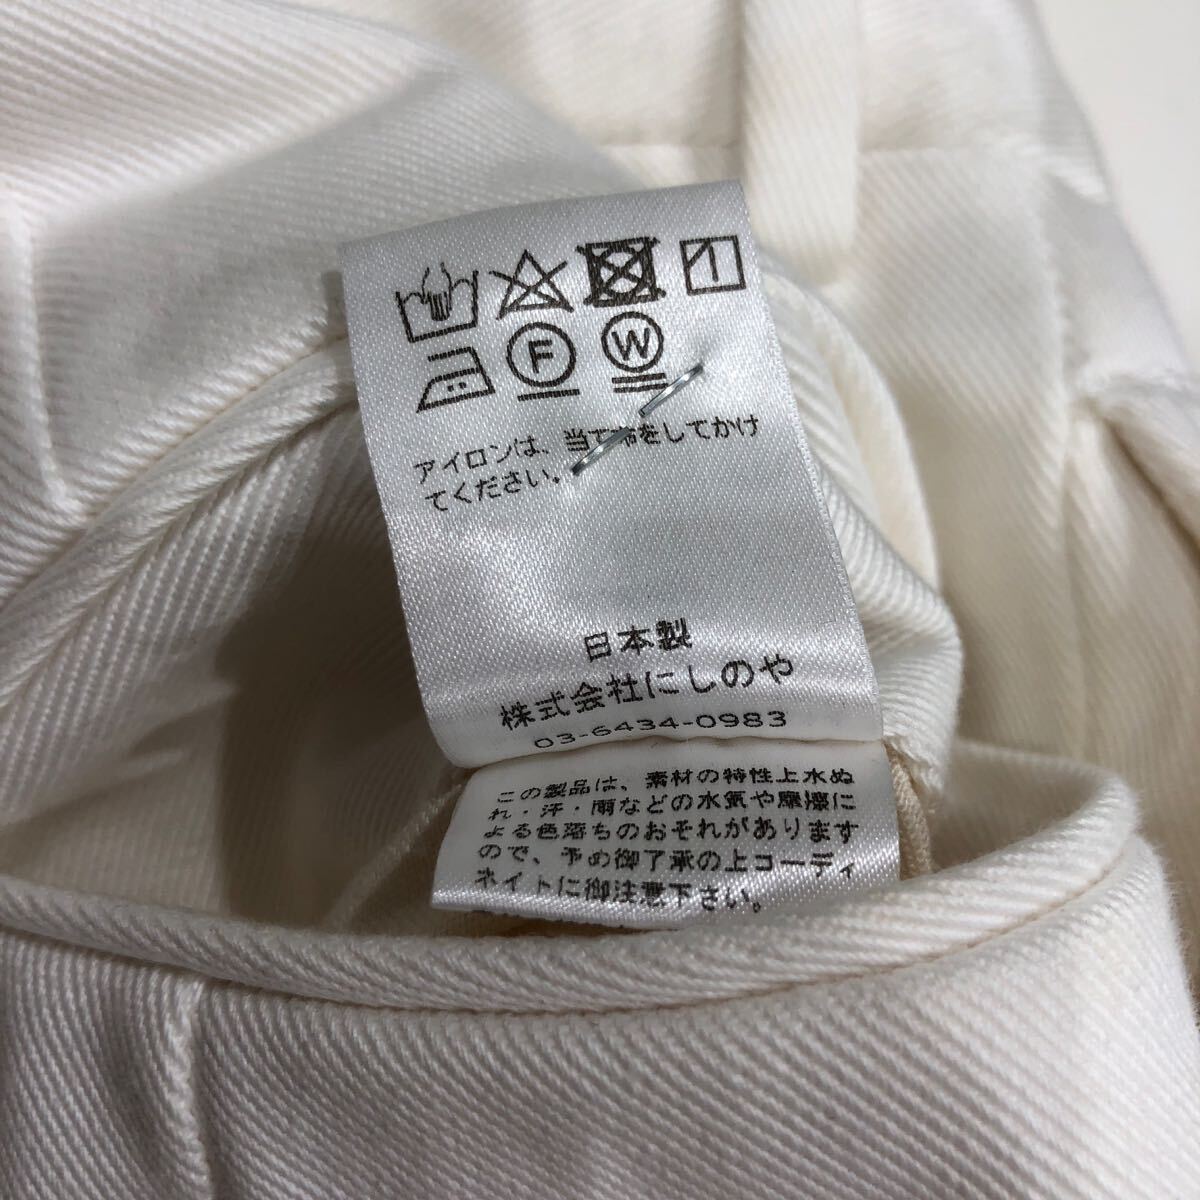 F W
アイロンは、当て布をしてかけ
てください。
日本製
株式会社にしのや
03-6434-0983
この製品は、素材の特性上水ぬ
れ・汗・雨などの水気や摩擦に
よる色落ちのおそれがあります
ので、予め御了承の上コーディ
ネイトに御注意下さい。